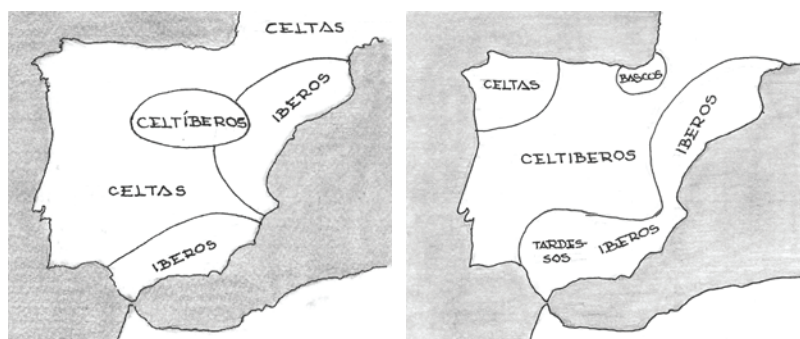 CELTAS
IBEROS
CELTÍBEROS
CELTAS
IBEROS
CELTAS
BASCOS
IBEROS
CELTIBEROS
TARDES-
SOS
IBEROS